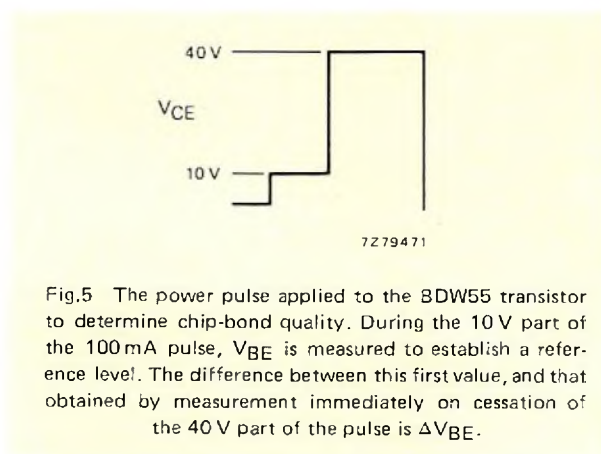 40 V
VCE
10 V
7Z79471
Fig.5 The power pulse applied to the BDW55 transistor
to determine chip-bond quality. During the 10 V part of
the 100 mA pulse, VBE is measured to establish a refer-
ence level. The difference between this first value, and that
obtained by measurement immediately on cessation of
the 40 V part of the pulse is ΔVBE.